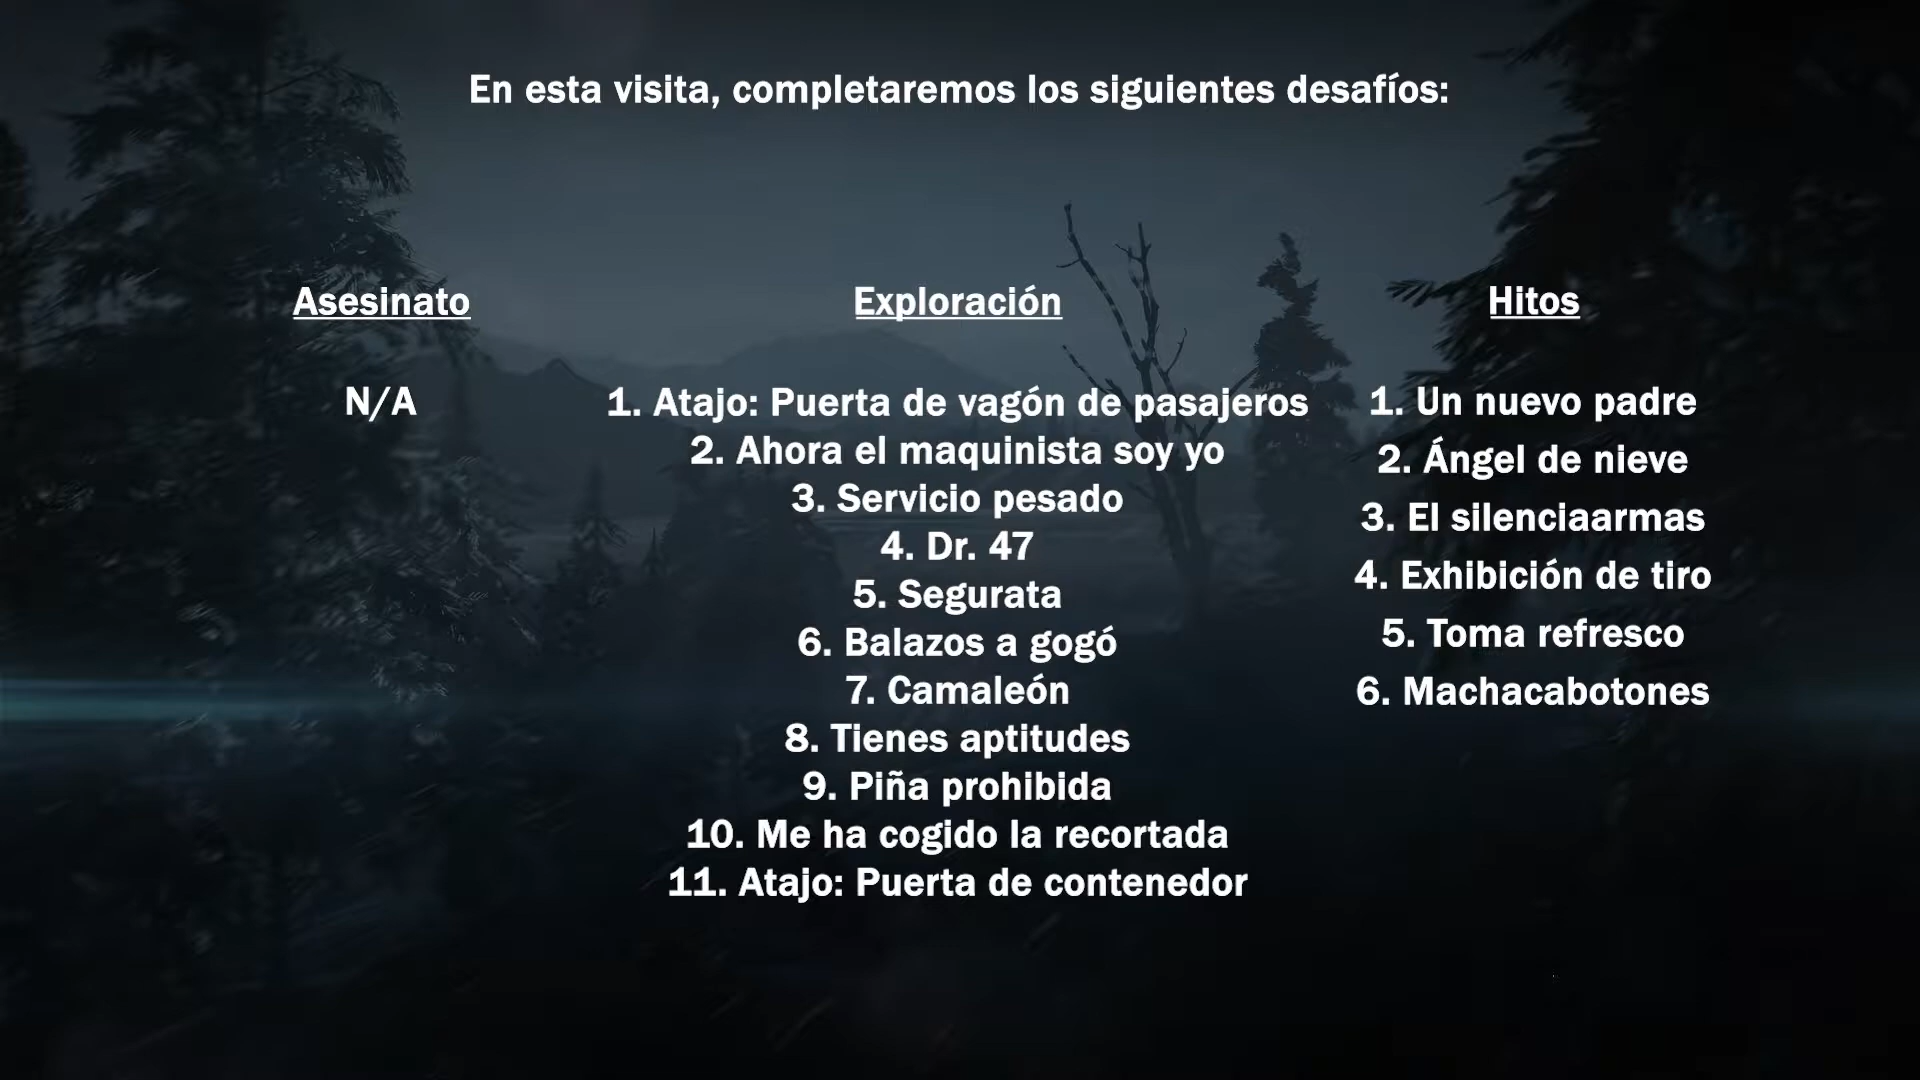 En esta visita, completaremos los siguientes desafíos:
Asesinato
N/A
Exploración
1. Atajo: Puerta de vagón de pasajeros
2. Ahora el maquinista soy yo
3. Servicio pesado
4. Dr. 47
5. Segurata
6. Balazos a gogó
7. Camaleón
8. Tienes aptitudes
9. Piña prohibida
10. Me ha cogido la recortada
11. Atajo: Puerta de contenedor
Hitos
1. Un nuevo padre
2. Ángel de nieve
3. El silenciaarmas
4. Exhibición de tiro
5. Toma refresco
6. Machacabotones